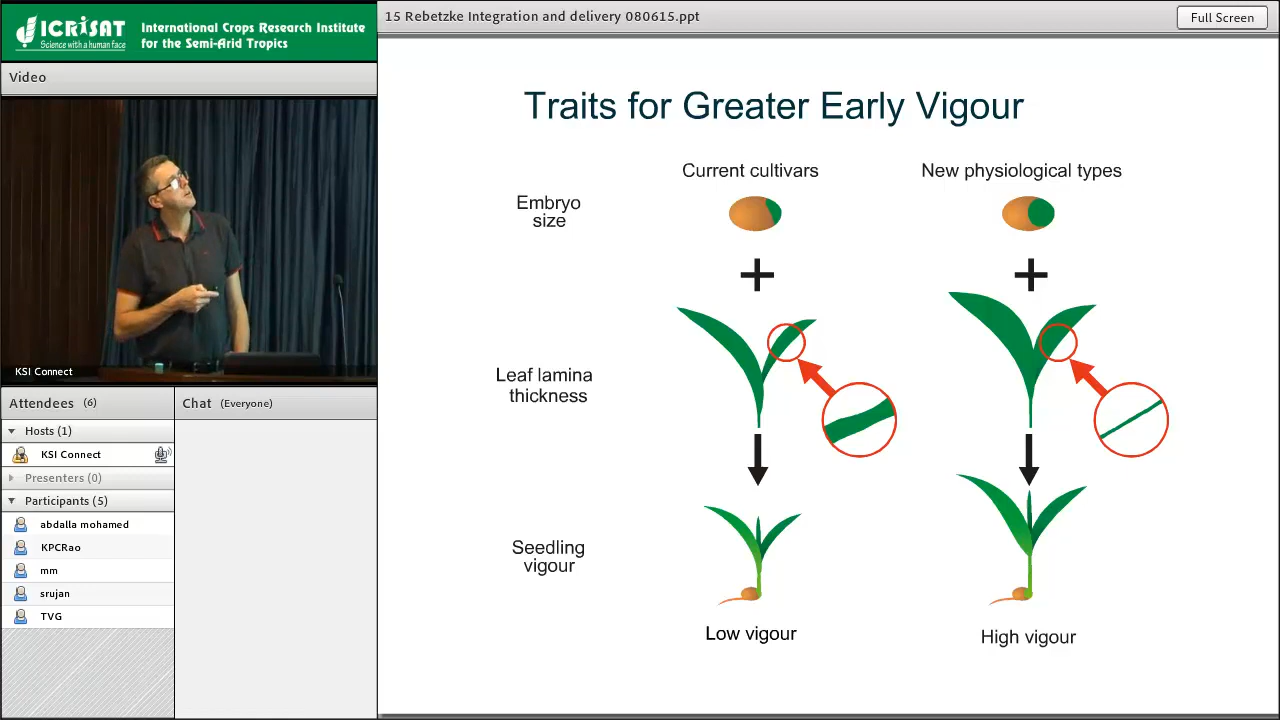 ICRISAT
Science with a human face
International Crops Research Institute
for the Semi-Arid Tropics
15 Rebetzke Integration and delivery 080615.ppt
Full Screen
Video
KSI Connect
Attendees (6)
Chat (Everyone)
Hosts (1)
KSI Connect
Presenters (0)
Participants (5)
abdalla mohamed
KPCRao
mm
srujan
TVG
Traits for Greater Early Vigour
Current cultivars
New physiological types
Embryo
size
Leaf lamina
thickness
Seedling
vigour
Low vigour
High vigour